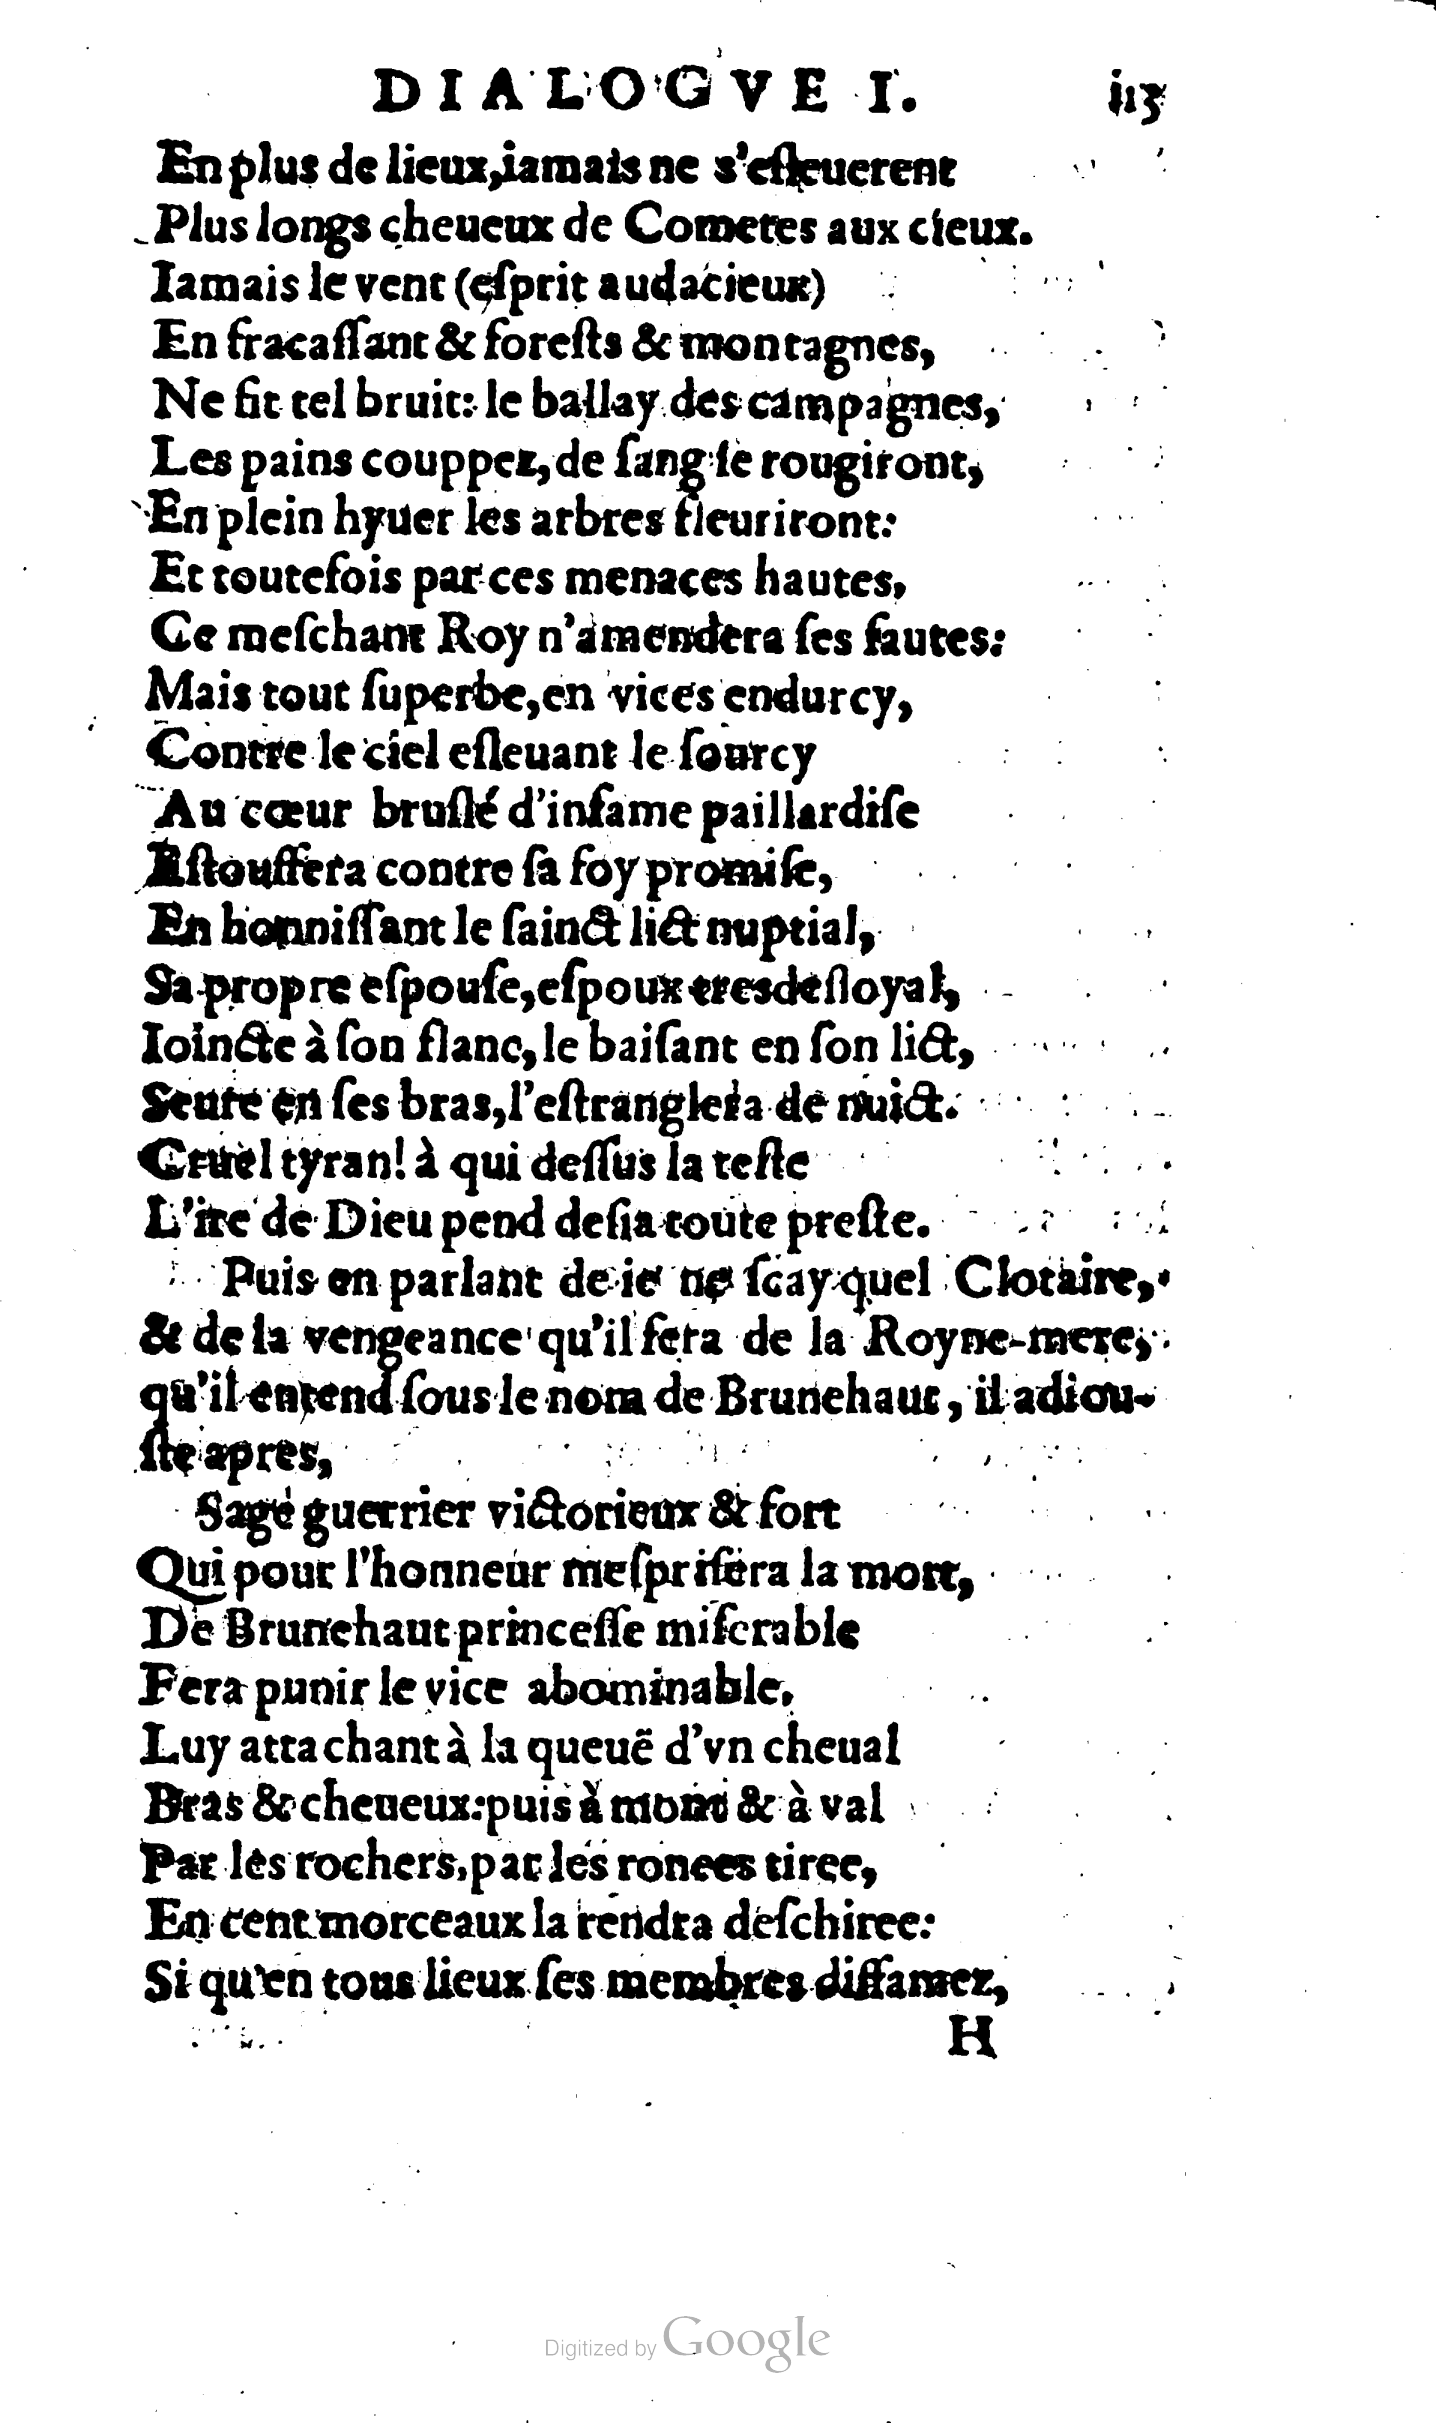 DIALOGVE I. 113
En plus de lieux, iamais ne s'eſleuerent
Plus longs cheueux de Cometes aux cieux.
Iamais le vent (eſprit audacieux)
En fracaſſant & foreſts & montagnes,
Ne fit tel bruit: le ballay des campagnes,
Les pains couppez, de ſang ſe rougiront,
En plein hyuer les arbres fleuriront:
Et toutefois par ces menaces hautes,
Ce meſchant Roy n'amendera ſes fautes:
Mais tout ſuperbe, en vices endurcy,
Contre le ciel eſleuant le ſourcy
Au cœur bruſlé d'infame paillardiſe
Eſtouffera contre ſa foy promiſe,
En honniſſant le ſainct lict nuptial,
Sa propre eſpouſe, eſpoux tresdeſloyal,
Ioincte à ſon flanc, le baiſant en ſon lict,
Seure en ſes bras, l'eſtranglera de nuict.
Cruel tyran! à qui deſſus la teſte
L'ire de Dieu pend deſia toute preſte.
Puis en parlant de ie ne ſcay quel Clotaire,
& de la vengeance qu'il fera de la Royne-mere,
qu'il entend ſous le nom de Brunehaut, il adiou-
ſte apres,
Sage guerrier victorieux & fort
Qui pour l'honneur meſpriſera la mort,
De Brunehaut princeſſe miſerable
Fera punir le vice abominable,
Luy attachant à la queuë d'vn cheual
Bras & cheueux: puis à mont & à val
Par les rochers, par les ronces tiree,
En cent morceaux la rendra deſchiree:
Si qu'en tous lieux ſes membres diffamez,
H
Digitized by Google